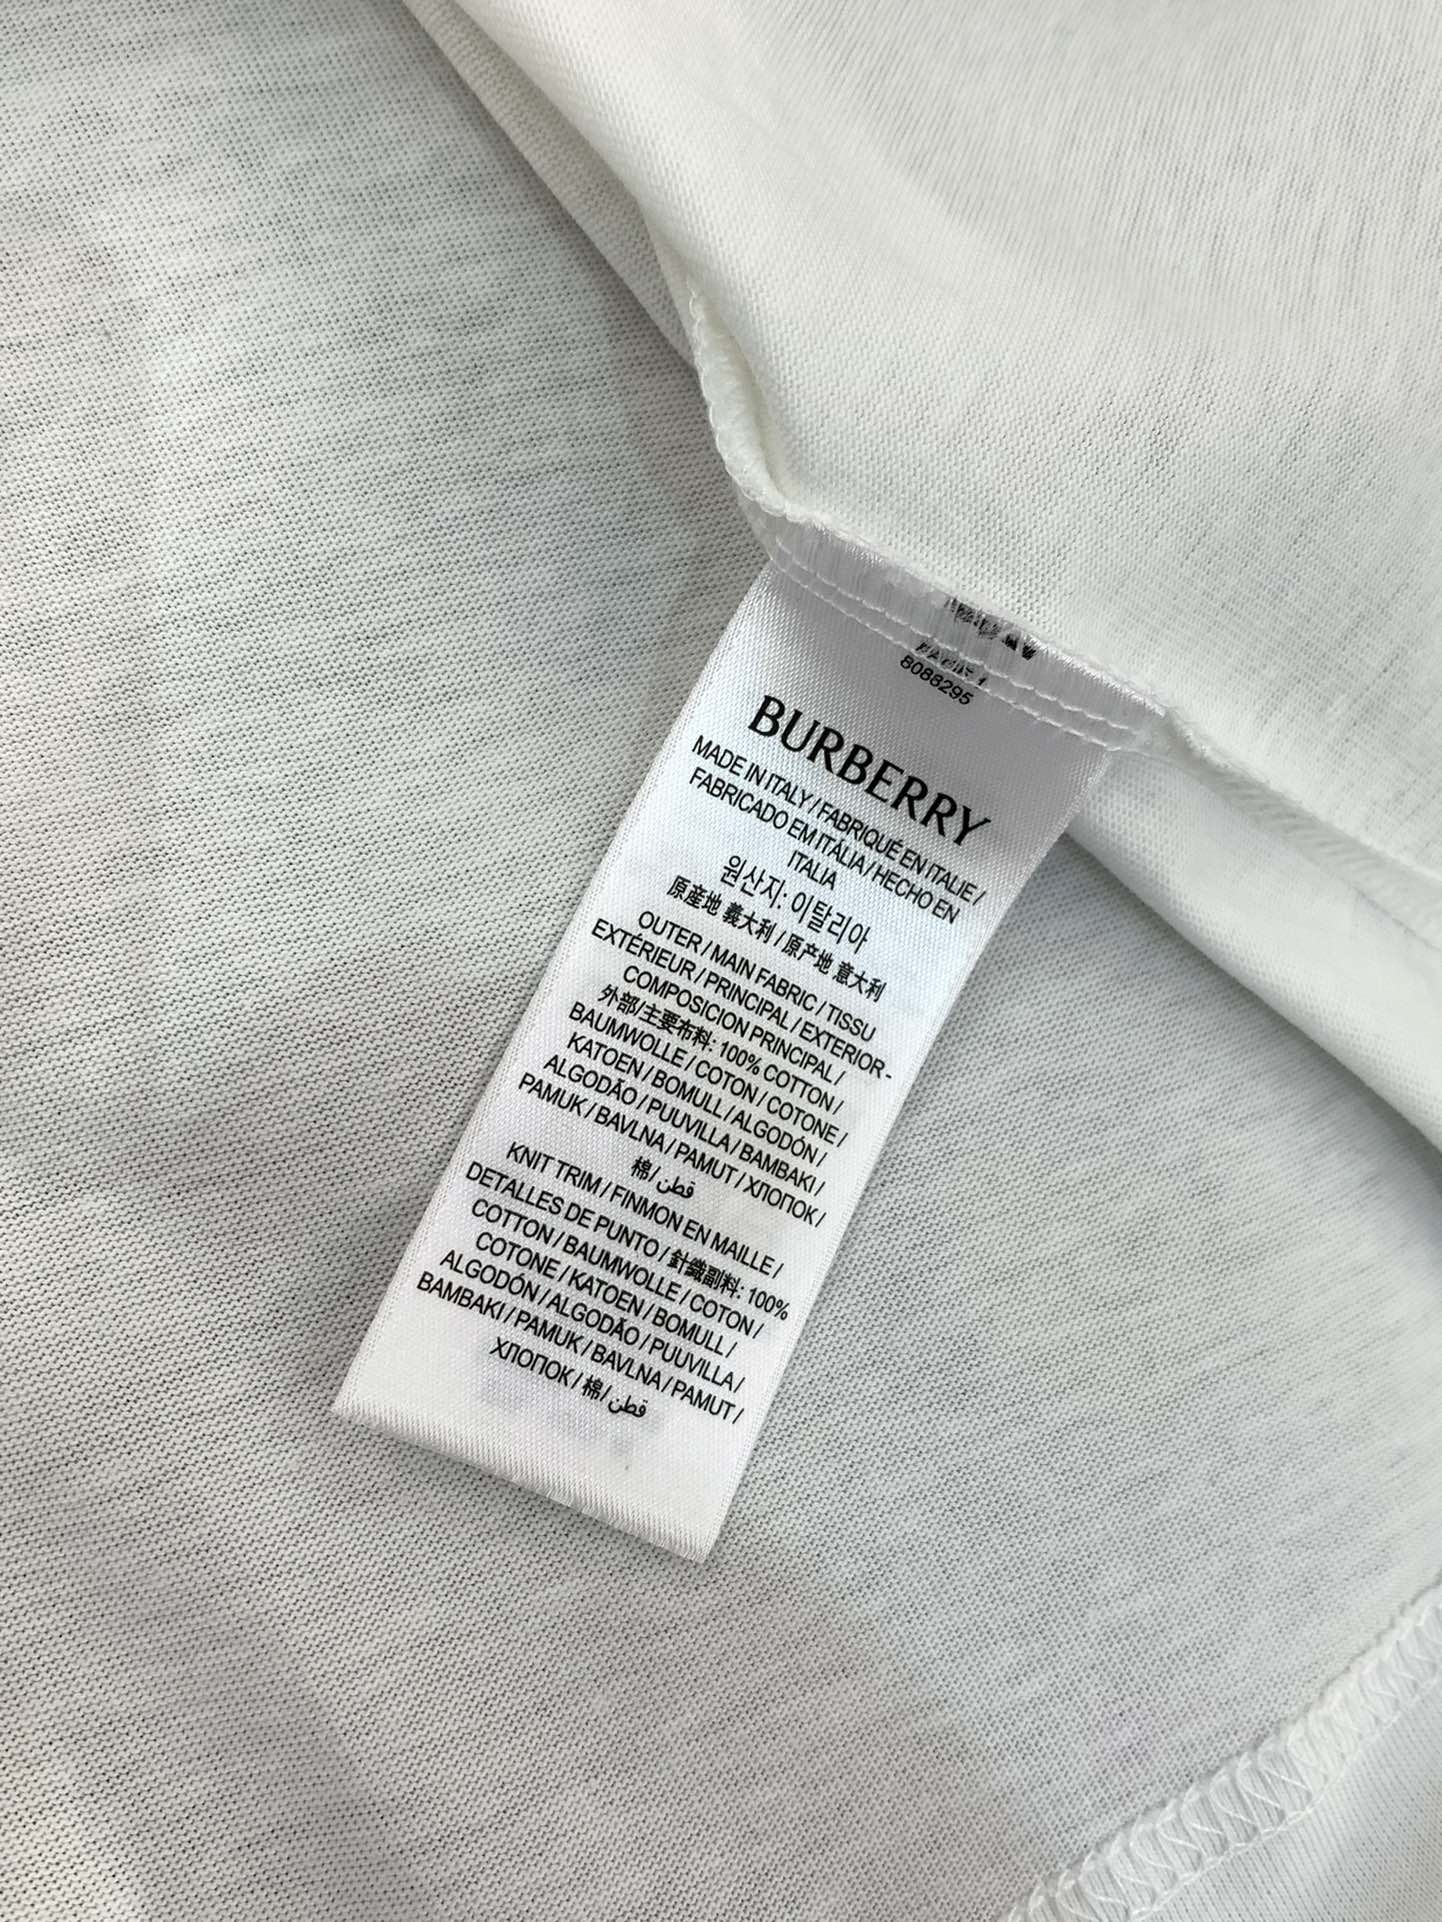 8088295
BURBERRY
MADE IN ITALY / FABRIQUÉ EN ITALIE /
FABRICADO EM ITÁLIA / HECHO EN
ITALIA
원산지: 이탈리아
原産地 義大利 / 原产地 意大利
OUTER / MAIN FABRIC / TISSU
EXTÉRIEUR / PRINCIPAL / EXTERIOR -
COMPOSICION PRINCIPAL /
外部/主要布料: 100% COTTON /
BAUMWOLLE / COTON / COTONE /
KATOEN / BOMULL / ALGODÓN /
ALGODÃO / PUUVILLA / BAMBAKI /
PAMUK / BAVLNA / PAMUT / ХЛОПОК /
棉 / قطن
KNIT TRIM / FINMON EN MAILLE /
DETALLES DE PUNTO / 針織副料: 100%
COTTON / BAUMWOLLE / COTON /
COTONE / KATOEN / BOMULL /
ALGODÓN / ALGODÃO / PUUVILLA /
BAMBAKI / PAMUK / BAVLNA / PAMUT /
ХЛОПОК / 棉 / قطن